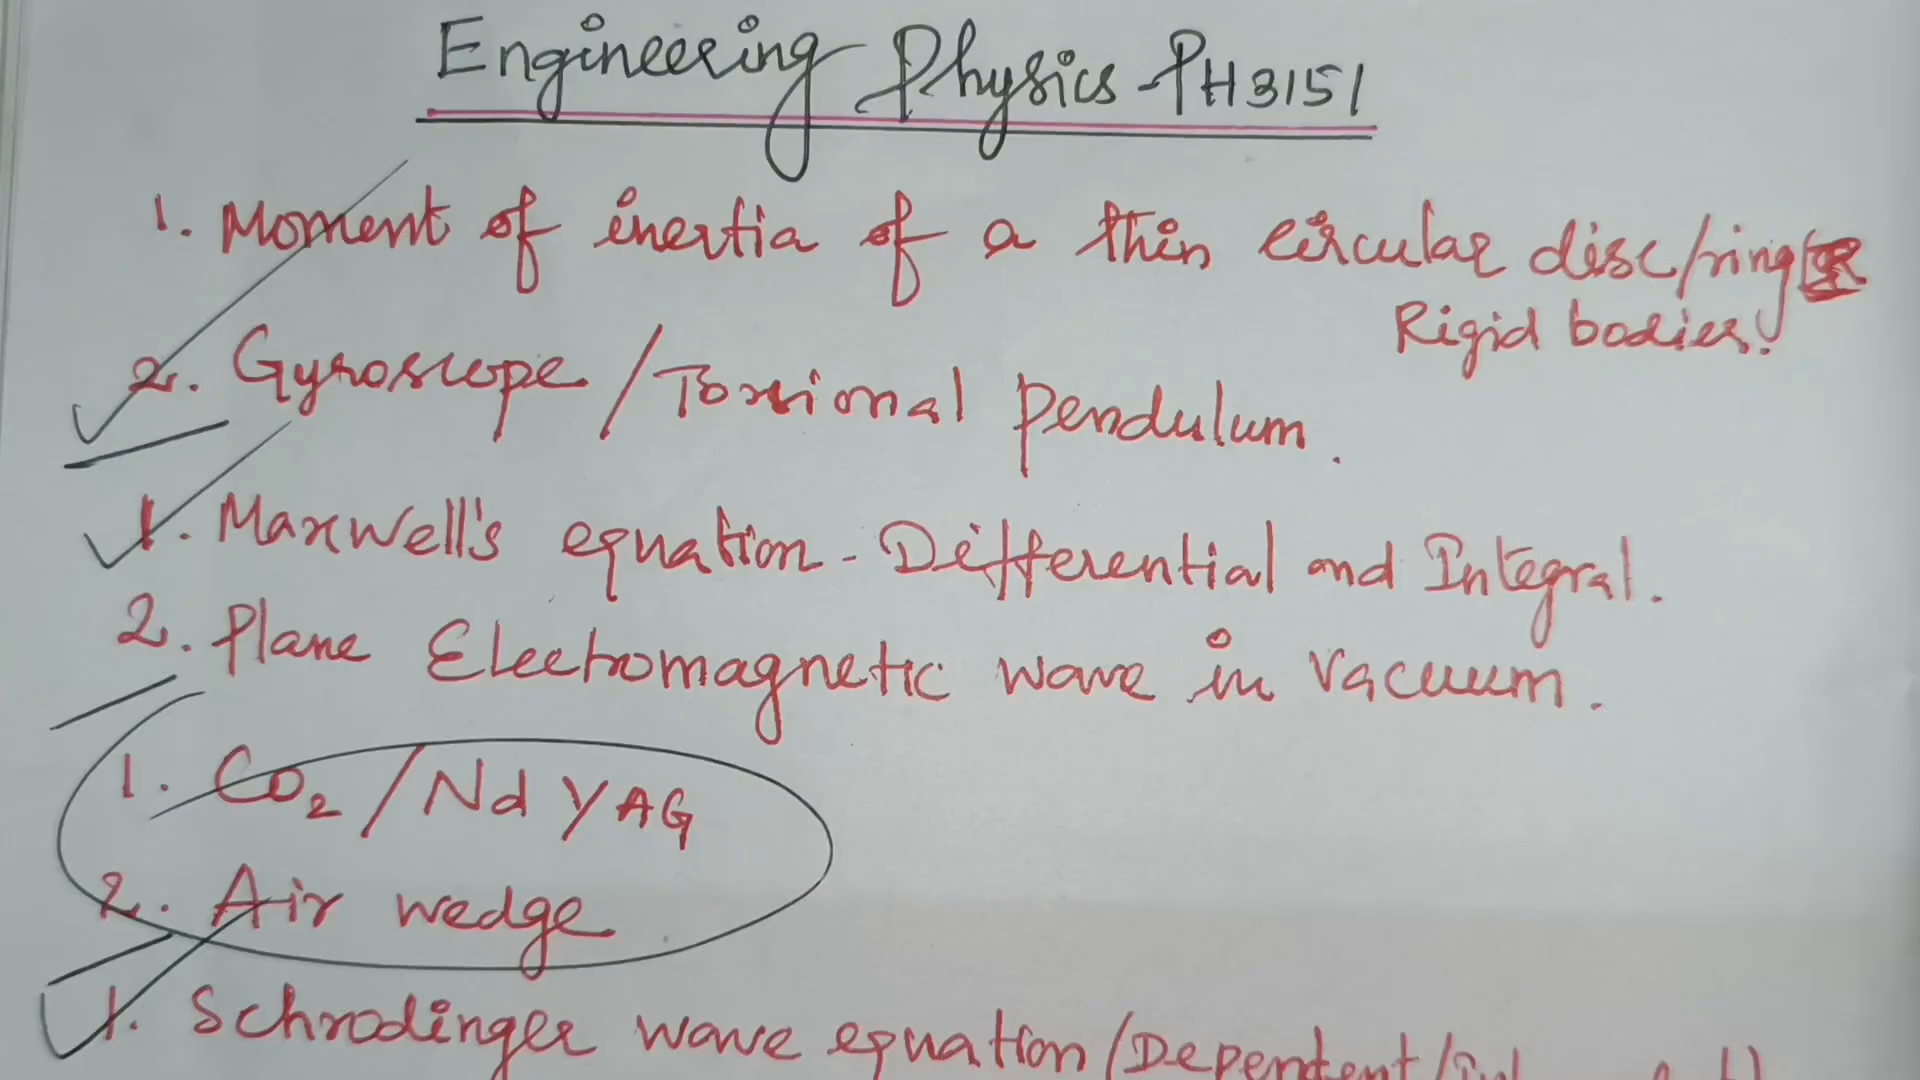 Engineering Physics - PH3151
1. Moment of inertia of a thin circular disc/ring
Rigid bodies!
2. Gyroscope / Torsional pendulum.
1. Maxwell's equation - Differential and Integral.
2. Plane Electromagnetic wave in vacuum.
1. CO₂ / Nd YAG
2. Air wedge
1. Schrodinger wave equation / Dependent /